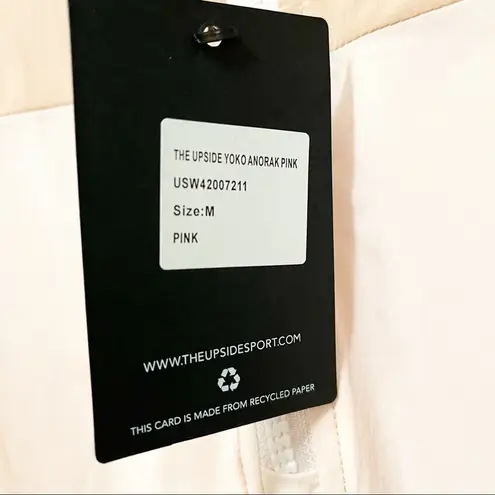 THE UPSIDE YOKO ANORAK PINK
USW42007211
Size:M
PINK
WWW.THEUPSIDESPORT.COM
THIS CARD IS MADE FROM RECYCLED PAPER